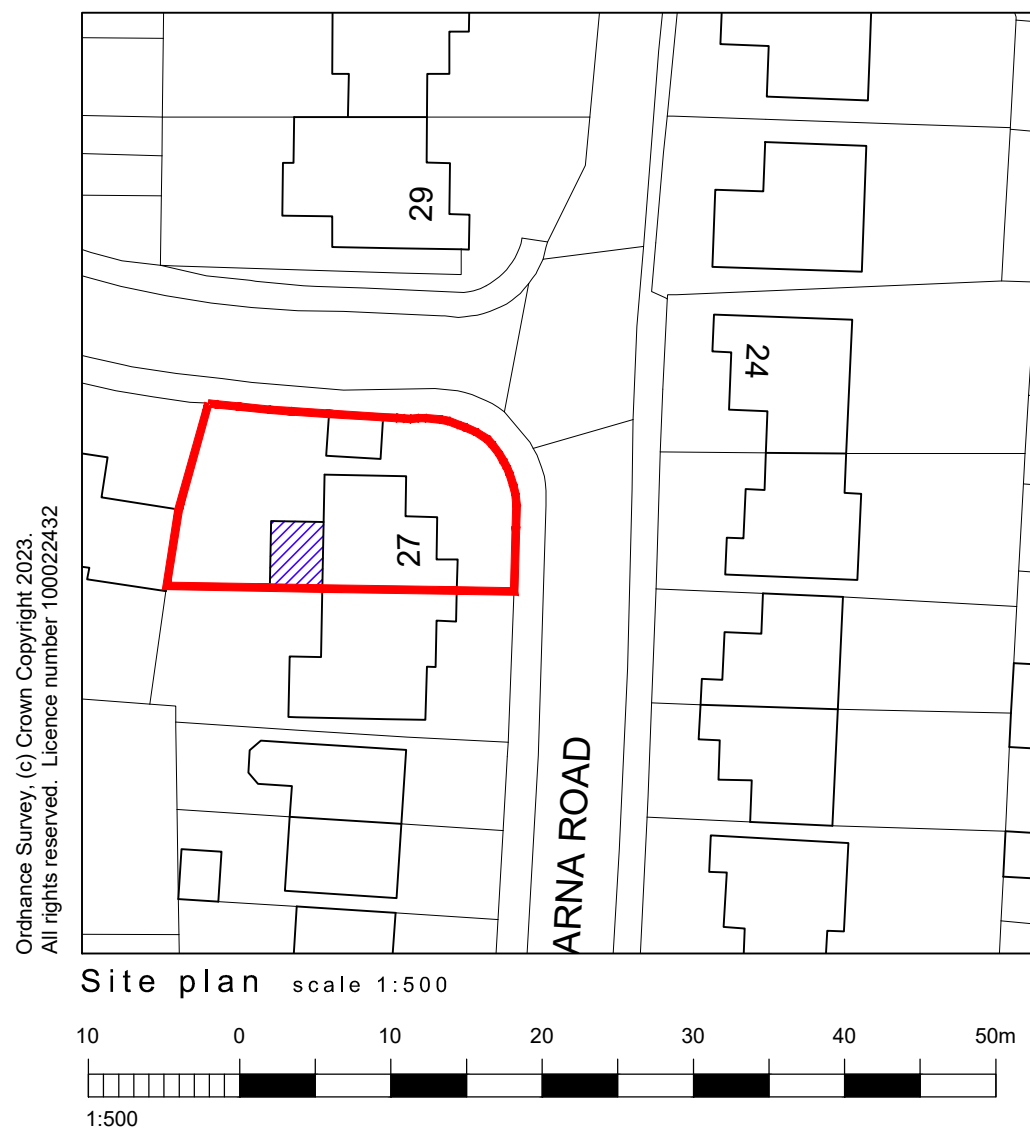 29
24
27
ARNA ROAD
Ordnance Survey, (c) Crown Copyright 2023.
All rights reserved. Licence number 100022432
Site plan scale 1:500
10 0 10 20 30 40 50m
1:500